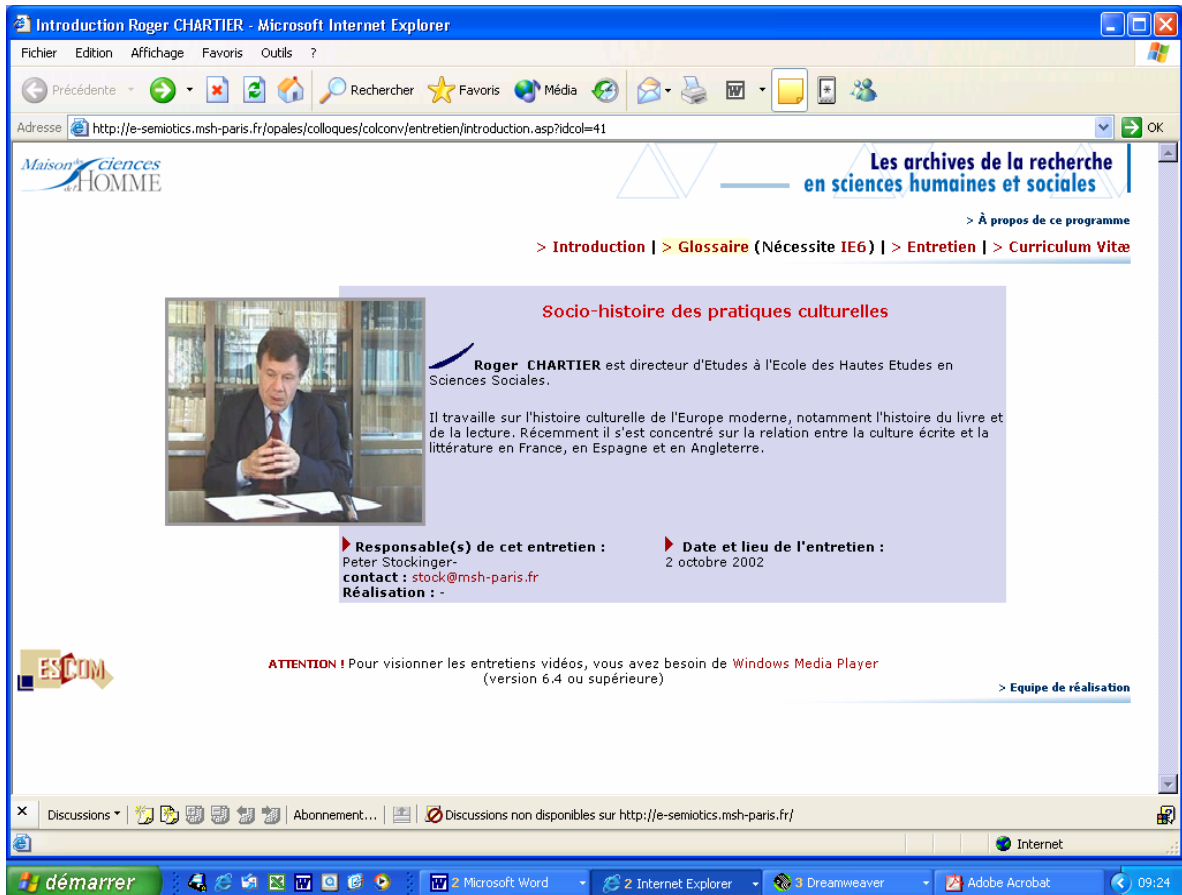 Introduction Roger CHARTIER - Microsoft Internet Explorer
Fichier Edition Affichage Favoris Outils ?
Précédente Rechercher Favoris Média
Adresse http://e-semiotics.msh-paris.fr/opales/colloques/colconv/entretien/introduction.asp?idcol=41 OK
Maison des Sciences
de l'HOMME
Les archives de la recherche
en sciences humaines et sociales
> À propos de ce programme
> Introduction | > Glossaire (Nécessite IE6) | > Entretien | > Curriculum Vitæ
Socio-histoire des pratiques culturelles
Roger CHARTIER est directeur d'Etudes à l'Ecole des Hautes Etudes en
Sciences Sociales.
Il travaille sur l'histoire culturelle de l'Europe moderne, notamment l'histoire du livre et
de la lecture. Récemment il s'est concentré sur la relation entre la culture écrite et la
littérature en France, en Espagne et en Angleterre.
Responsable(s) de cet entretien :
Peter Stockinger-
contact : stock@msh-paris.fr
Réalisation : -
Date et lieu de l'entretien :
2 octobre 2002
ESCOM
ATTENTION ! Pour visionner les entretiens vidéos, vous avez besoin de Windows Media Player
(version 6.4 ou supérieure)
> Equipe de réalisation
Discussions Abonnement... Discussions non disponibles sur http://e-semiotics.msh-paris.fr/
Internet
démarrer 2 Microsoft Word 2 Internet Explorer 3 Dreamweaver Adobe Acrobat 09:24